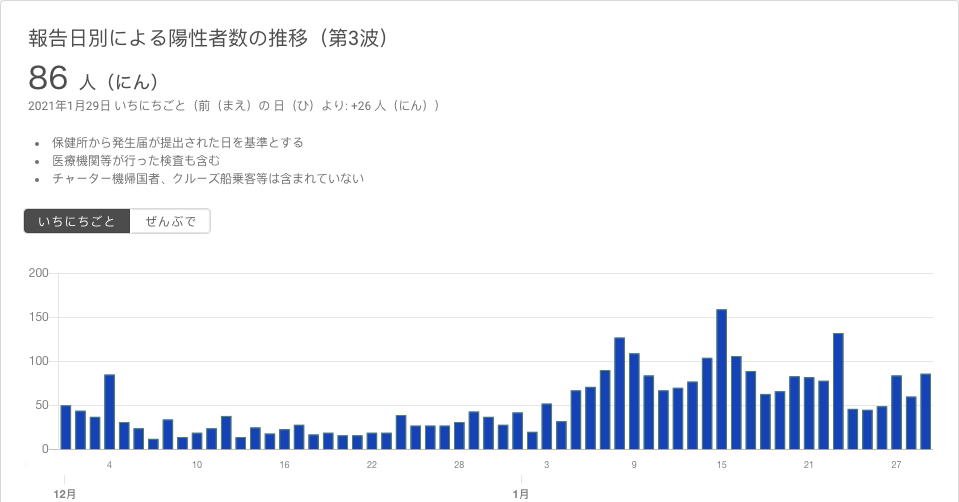 報告日別による陽性者数の推移（第3波）
86 人（にん）
2021年1月29日 いちにちごと（前（まえ）の 日（ひ）より: +26 人（にん））
保健所から発生届が提出された日を基準とする
医療機関等が行った検査も含む
チャーター機帰国者、クルーズ船乗客等は含まれていない
いちにちごと ぜんぶで
200
150
100
50
0
4 10 16 22 28 3 9 15 21 27
12月 1月